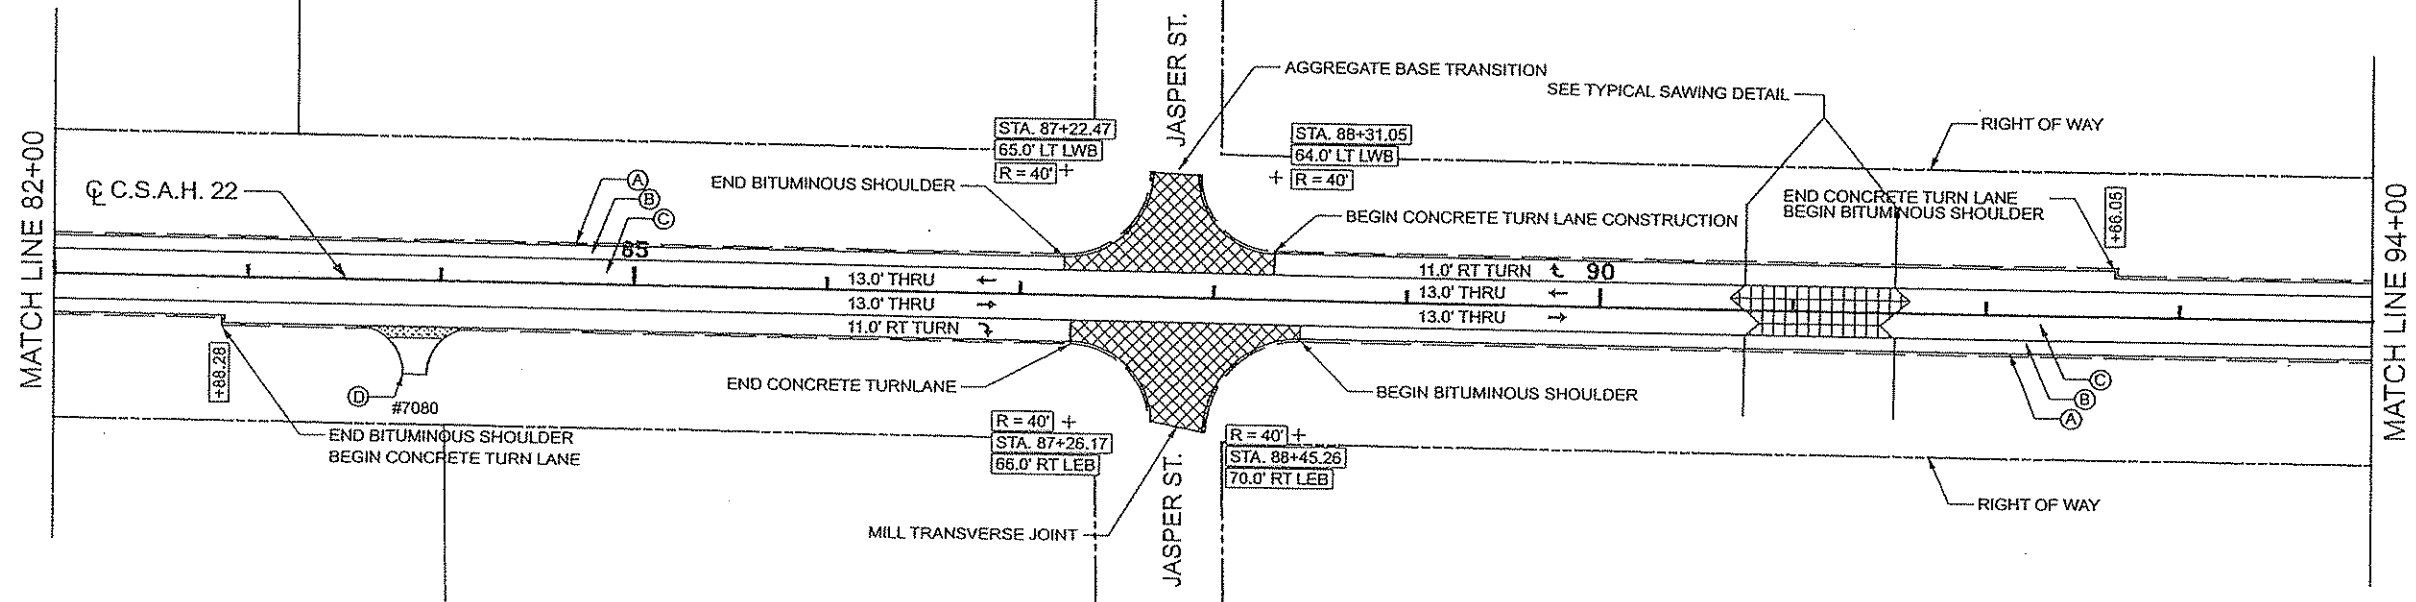 MATCH LINE 82+00
℄ C.S.A.H. 22
A
B
C
85
END BITUMINOUS SHOULDER
STA. 87+22.47
65.0' LT LWB
R = 40'
JASPER ST.
AGGREGATE BASE TRANSITION
STA. 88+31.05
64.0' LT LWB
R = 40'
BEGIN CONCRETE TURN LANE CONSTRUCTION
SEE TYPICAL SAWING DETAIL
RIGHT OF WAY
END CONCRETE TURN LANE
BEGIN BITUMINOUS SHOULDER
+66.06
MATCH LINE 94+00
13.0' THRU ←
13.0' THRU →
11.0' RT TURN
11.0' RT TURN
90
13.0' THRU ←
13.0' THRU →
+88.28
D
#7080
END BITUMINOUS SHOULDER
BEGIN CONCRETE TURN LANE
END CONCRETE TURNLANE
R = 40'
STA. 87+26.17
66.0' RT LEB
MILL TRANSVERSE JOINT
JASPER ST.
R = 40'
STA. 88+45.26
70.0' RT LEB
BEGIN BITUMINOUS SHOULDER
C
B
A
RIGHT OF WAY